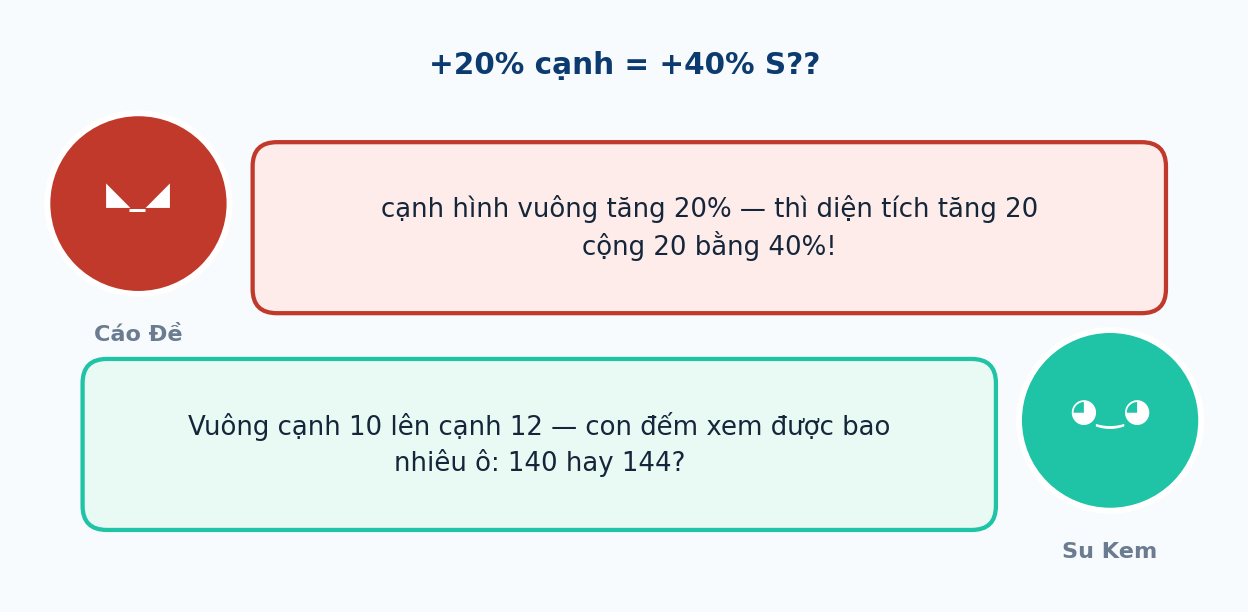 +20% cạnh = +40% S??
cạnh hình vuông tăng 20% — thì diện tích tăng 20
cộng 20 bằng 40%!
Cáo Đề
Vuông cạnh 10 lên cạnh 12 — con đếm xem được bao
nhiêu ô: 140 hay 144?
Su Kem